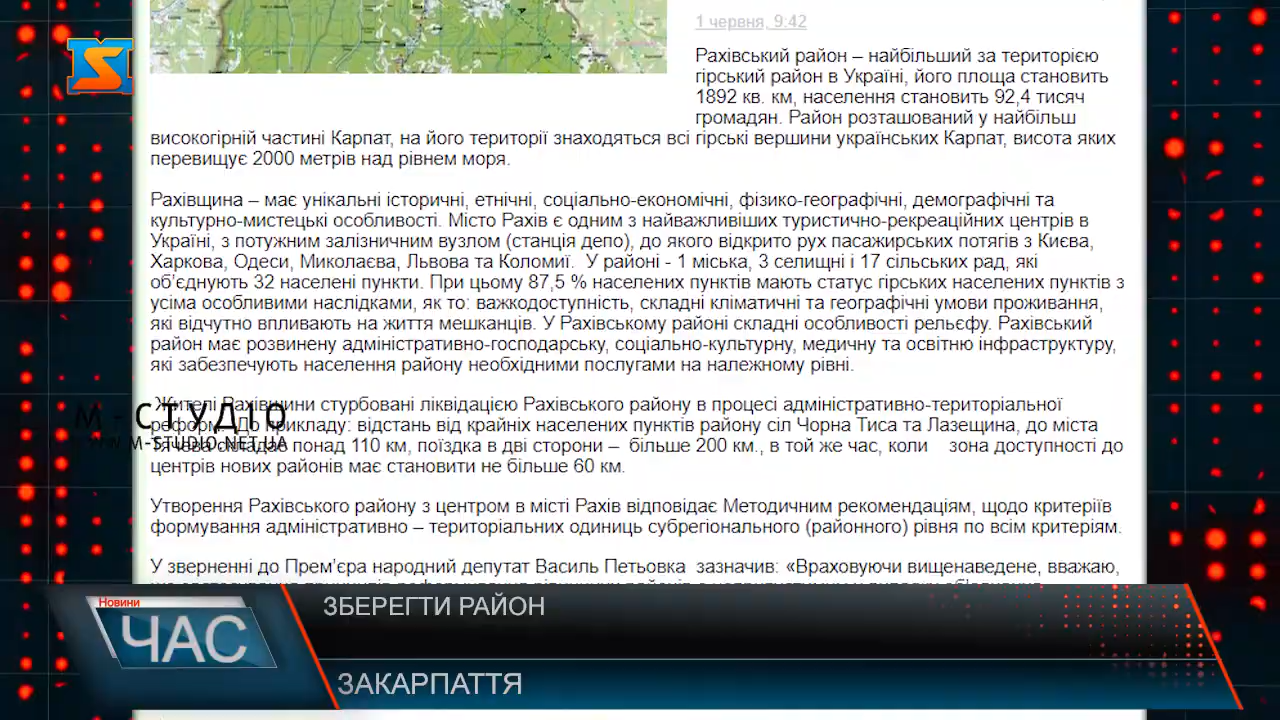 1 червня, 9:42
Рахівський район – найбільший за територією
гірський район в Україні, його площа становить
1892 кв. км, населення становить 92,4 тисяч
громадян. Район розташований у найбільш
високогірній частині Карпат, на його території знаходяться всі гірські вершини українських Карпат, висота яких
перевищує 2000 метрів над рівнем моря.
Рахівщина – має унікальні історичні, етнічні, соціально-економічні, фізико-географічні, демографічні та
культурно-мистецькі особливості. Місто Рахів є одним з найважливіших туристично-рекреаційних центрів в
Україні, з потужним залізничним вузлом (станція депо), до якого відкрито рух пасажирських потягів з Києва,
Харкова, Одеси, Миколаєва, Львова та Коломиї. У районі - 1 міська, 3 селищні і 17 сільських рад, які
об'єднують 32 населені пункти. При цьому 87,5 % населених пунктів мають статус гірських населених пунктів з
усіма особливими наслідками, як то: важкодоступність, складні кліматичні та географічні умови проживання,
які відчутно впливають на життя мешканців. У Рахівському районі складні особливості рельєфу. Рахівський
район має розвинену адміністративно-господарську, соціально-культурну, медичну та освітню інфраструктуру,
які забезпечують населення району необхідними послугами на належному рівні.
Жителі Рахівщини стурбовані ліквідацією Рахівського району в процесі адміністративно-територіальної
реформ. До прикладу: відстань від крайніх населених пунктів району сіл Чорна Тиса та Лазещина, до міста
Тячева складає понад 110 км, поїздка в дві сторони – більше 200 км., в той же час, коли зона доступності до
центрів нових районів має становити не більше 60 км.
М-СТУДІО
WWW.M-STUDIO.NET.UA
Утворення Рахівського району з центром в місті Рахів відповідає Методичним рекомендаціям, щодо критеріїв
формування адміністративно – територіальних одиниць субрегіонального (районного) рівня по всім критеріям.
У зверненні до Прем'єра народний депутат Василь Петьовка зазначив: «Враховуючи вищенаведене, вважаю,
Новини
ЧАС
ЗБЕРЕГТИ РАЙОН
ЗАКАРПАТТЯ